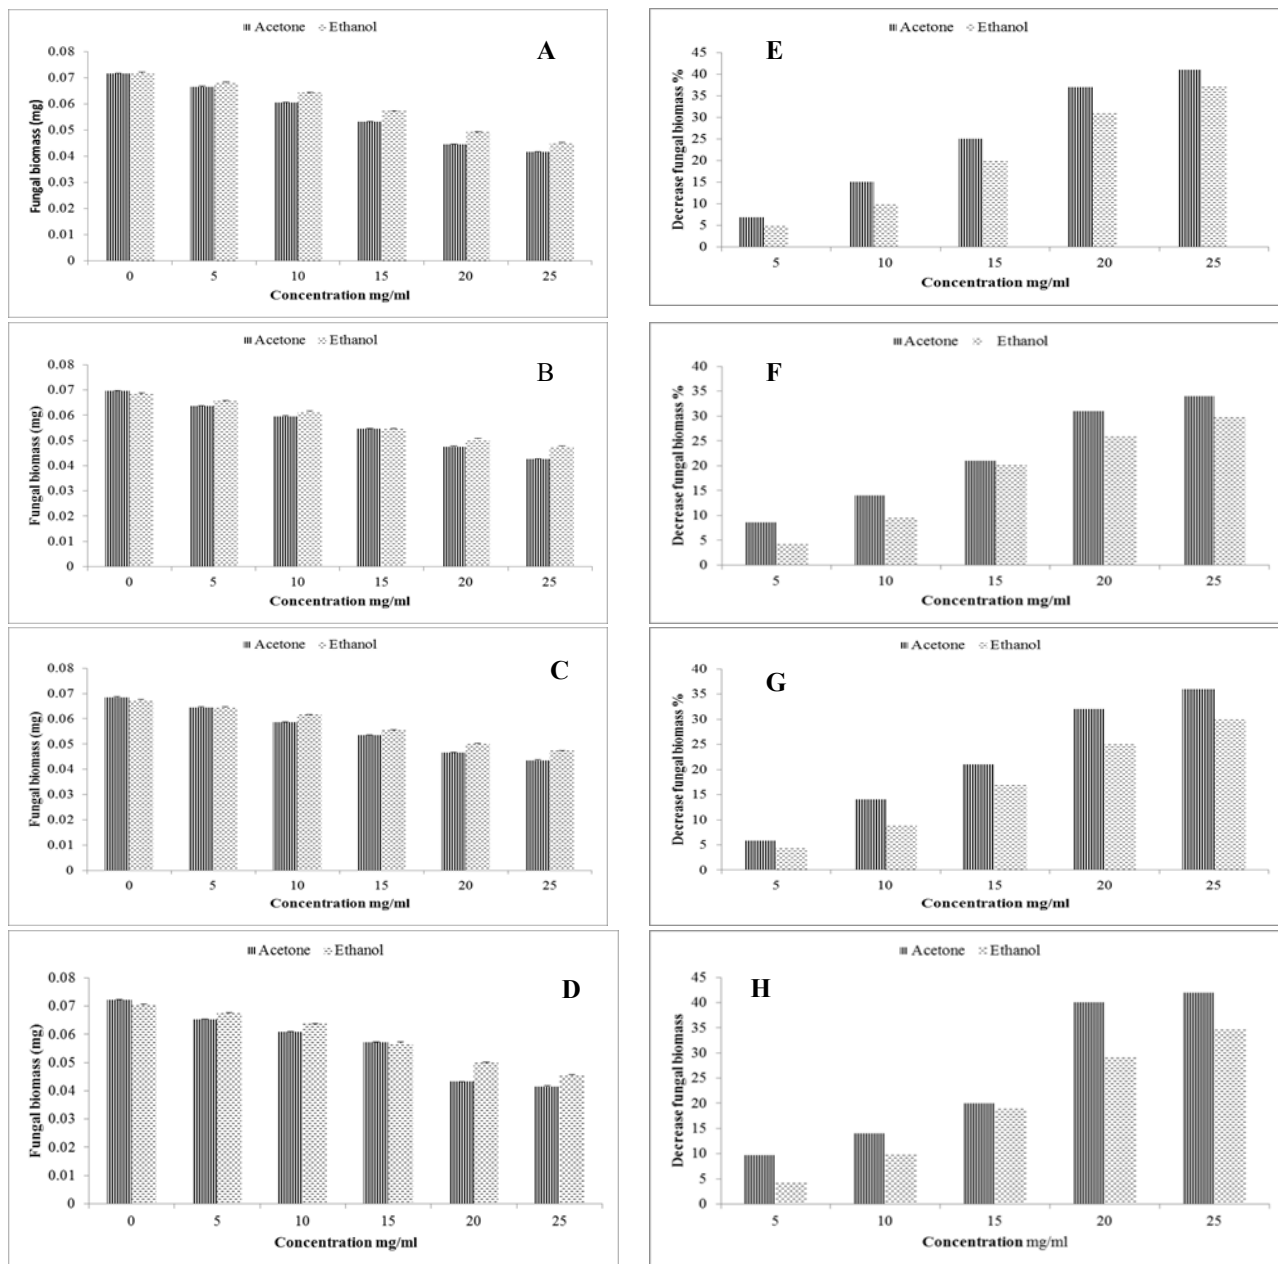 Acetone Ethanol
A
Fungal biomass (mg)
0.08
0.07
0.06
0.05
0.04
0.03
0.02
0.01
0
0 5 10 15 20 25
Concentration mg/ml
Acetone Ethanol
E
Decrease fungal biomass %
45
40
35
30
25
20
15
10
5
0
5 10 15 20 25
Concentration mg/ml
Acetone Ethanol
B
Fungal biomass (mg)
0.08
0.07
0.06
0.05
0.04
0.03
0.02
0.01
0
0 5 10 15 20 25
Concentration mg/ml
Acetone Ethanol
F
Decrease fungal biomass %
40
35
30
25
20
15
10
5
0
5 10 15 20 25
Concentration mg/ml
Acetone Ethanol
C
Fungal biomass (mg)
0.08
0.07
0.06
0.05
0.04
0.03
0.02
0.01
0
0 5 10 15 20 25
Concentration mg/ml
Acetone Ethanol
G
Decrease fungal biomass %
40
35
30
25
20
15
10
5
0
5 10 15 20 25
Concentration mg/ml
Acetone Ethanol
D
Fungal biomass (mg)
0.08
0.07
0.06
0.05
0.04
0.03
0.02
0.01
0
0 5 10 15 20 25
Concentration mg/ml
Acetone Ethanol
H
Decrease fungal biomass
45
40
35
30
25
20
15
10
5
0
5 10 15 20 25
Concentration mg/ml